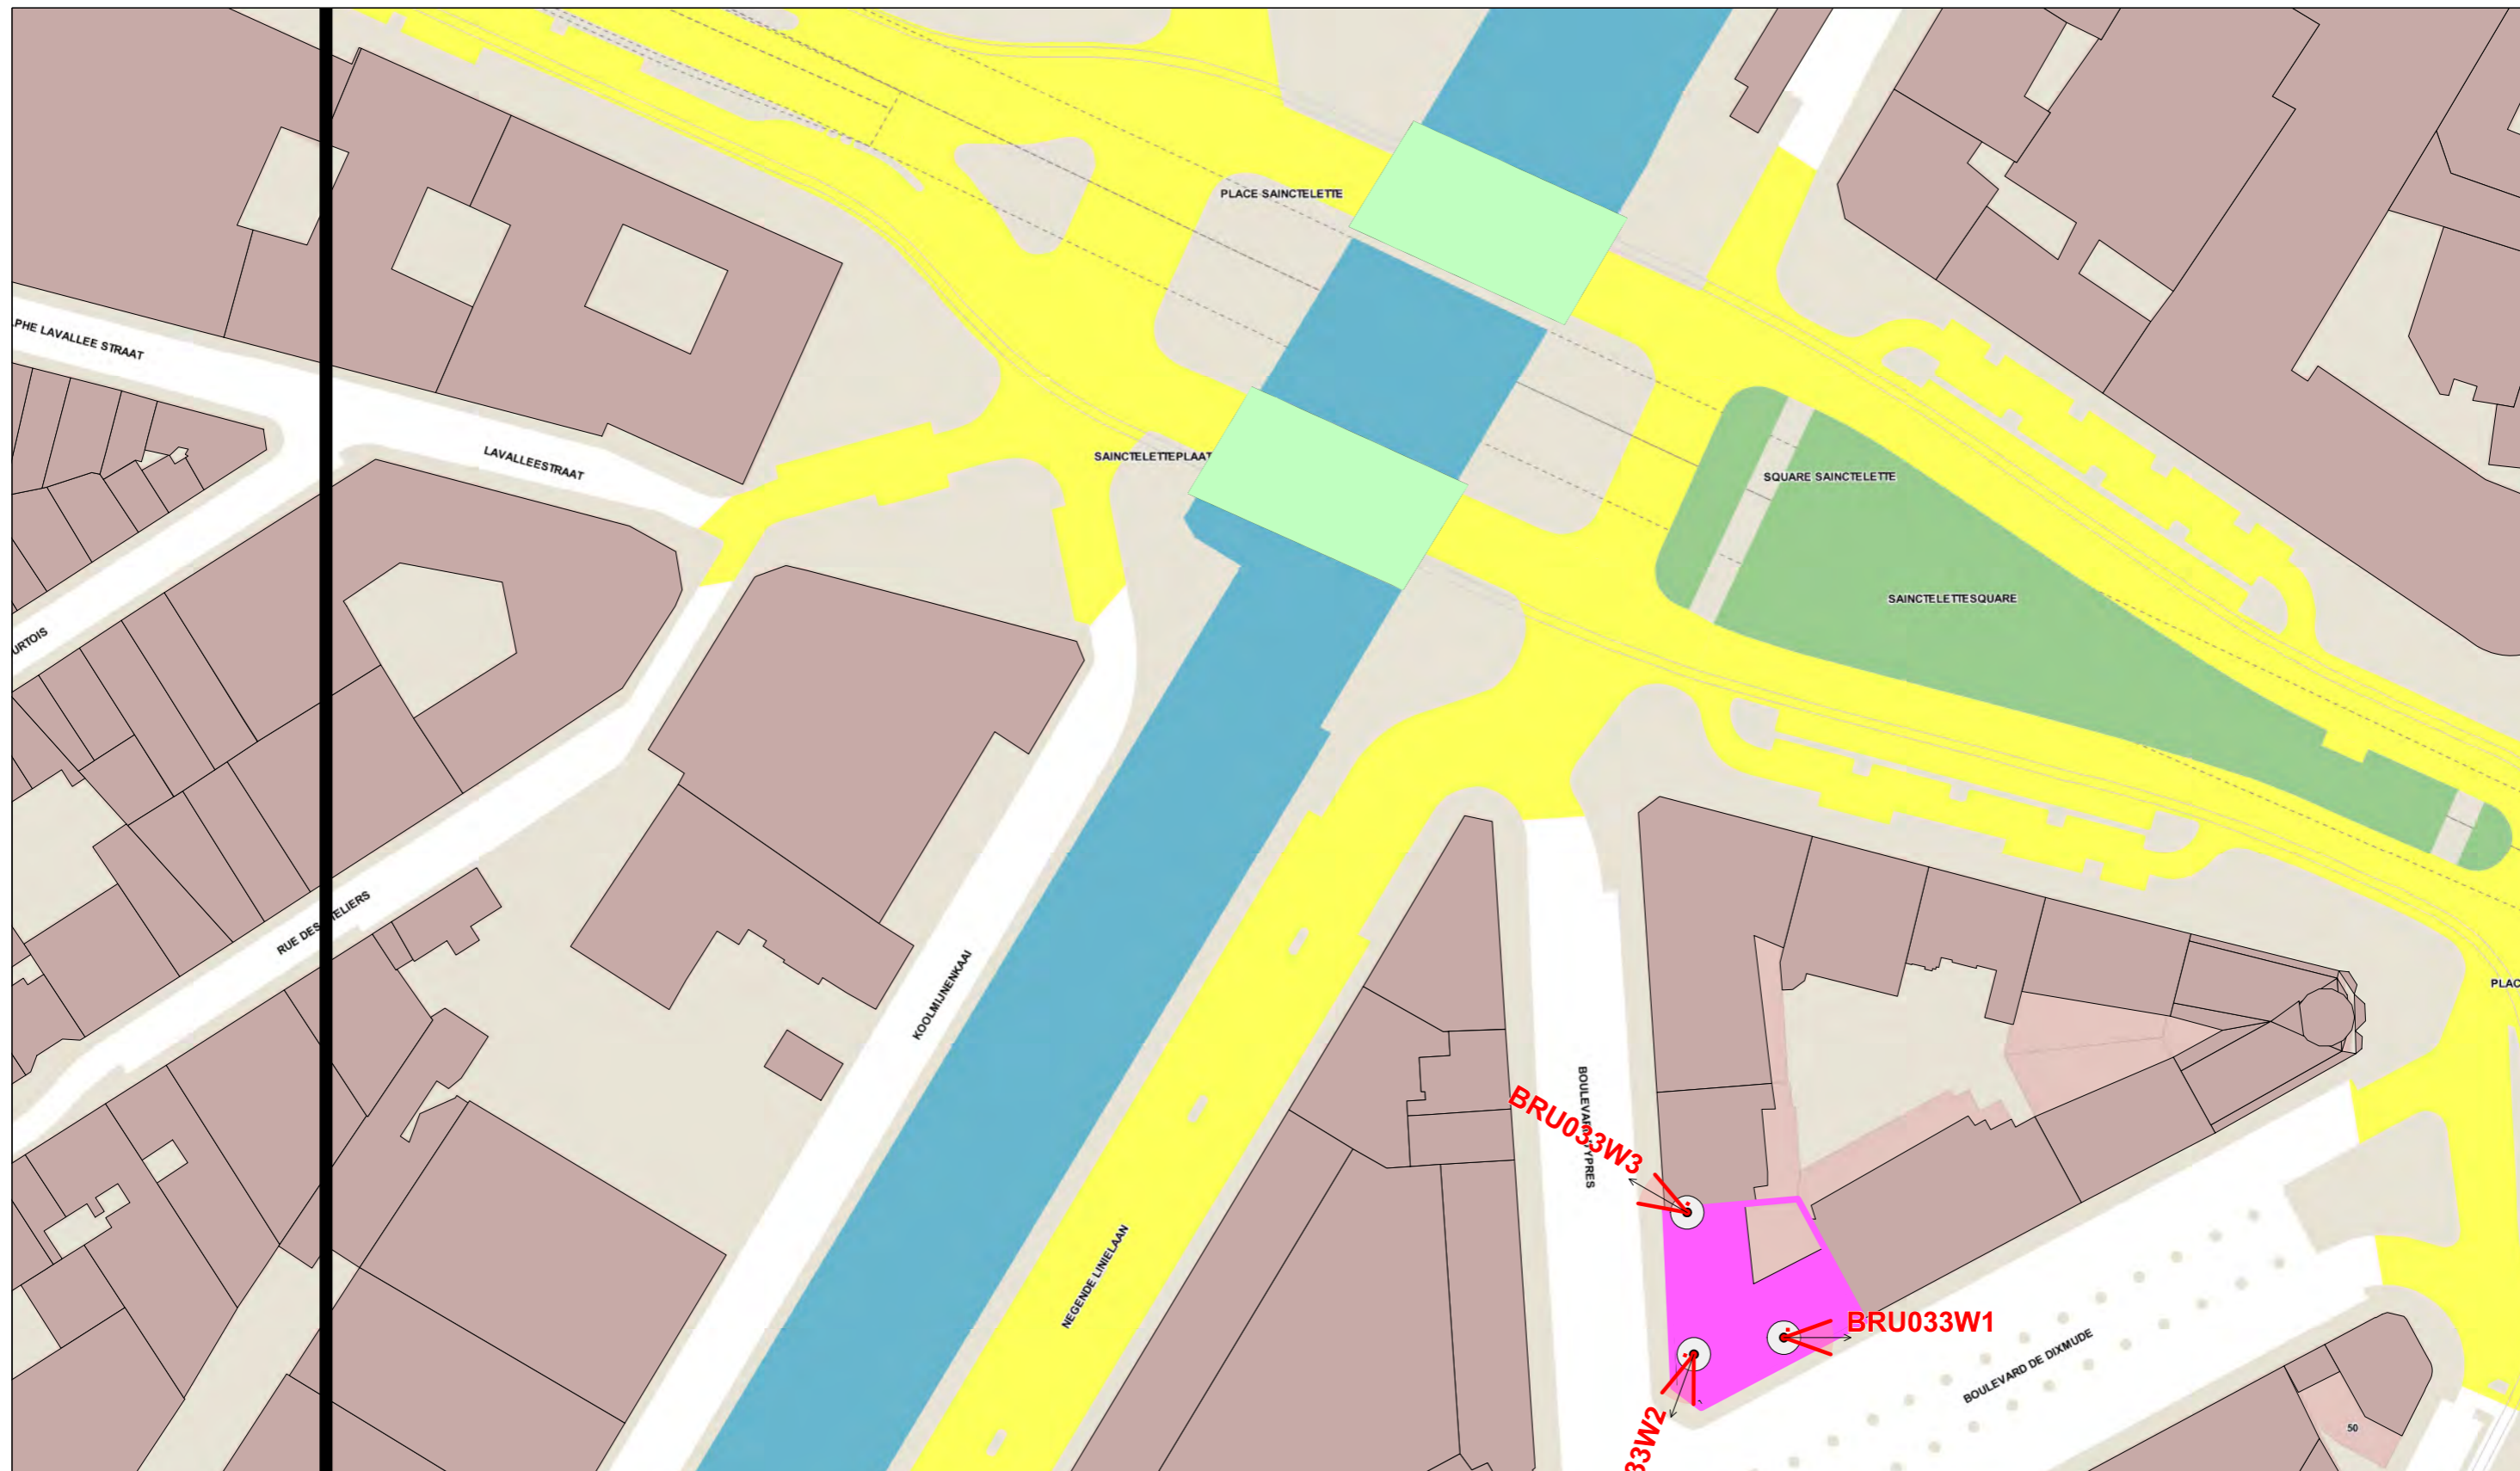 PLACE SAINCTELETTE
PHE LAVALLEE STRAAT
LAVALLEESTRAAT
SAINCTELETTEPLAAT
SQUARE SAINCTELETTE
SAINCTELETTESQUARE
URTOIS
RUE DES
ELIERS
KOOLMIJNENKAAI
PLAC
BOULEVARD
YPRES
BRU033W3
NEGENDE LINIELAAN
BRU033W1
BOULEVARD DE DIXMUDE
33W2
50